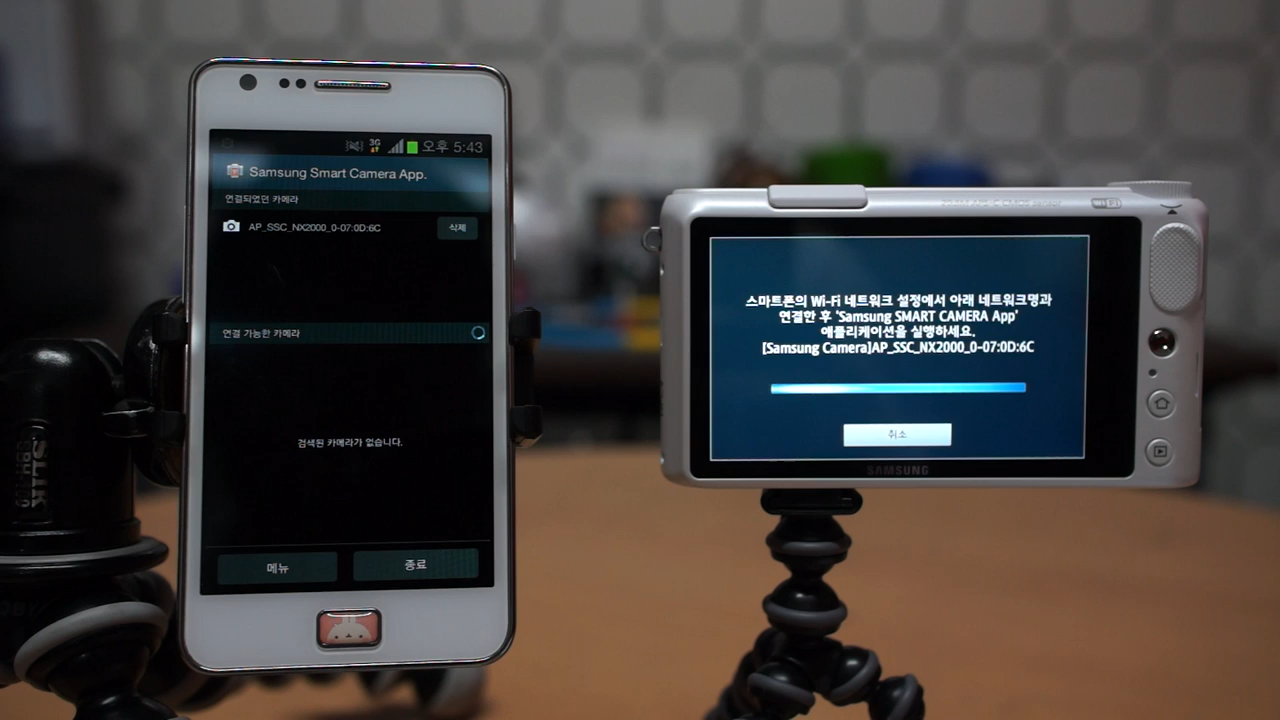 3G
오후 5:43
Samsung Smart Camera App.
연결되었던 카메라
AP_SSC_NX2000_0-07:0D:6C
삭제
연결 가능한 카메라
검색된 카메라가 없습니다.
메뉴
종료
SLIK
SBH-100
Wi-Fi
스마트폰의 Wi-Fi 네트워크 설정에서 아래 네트워크명과
연결한 후 'Samsung SMART CAMERA App'
애플리케이션을 실행하세요.
[Samsung Camera]AP_SSC_NX2000_0-07:0D:6C
취소
SAMSUNG